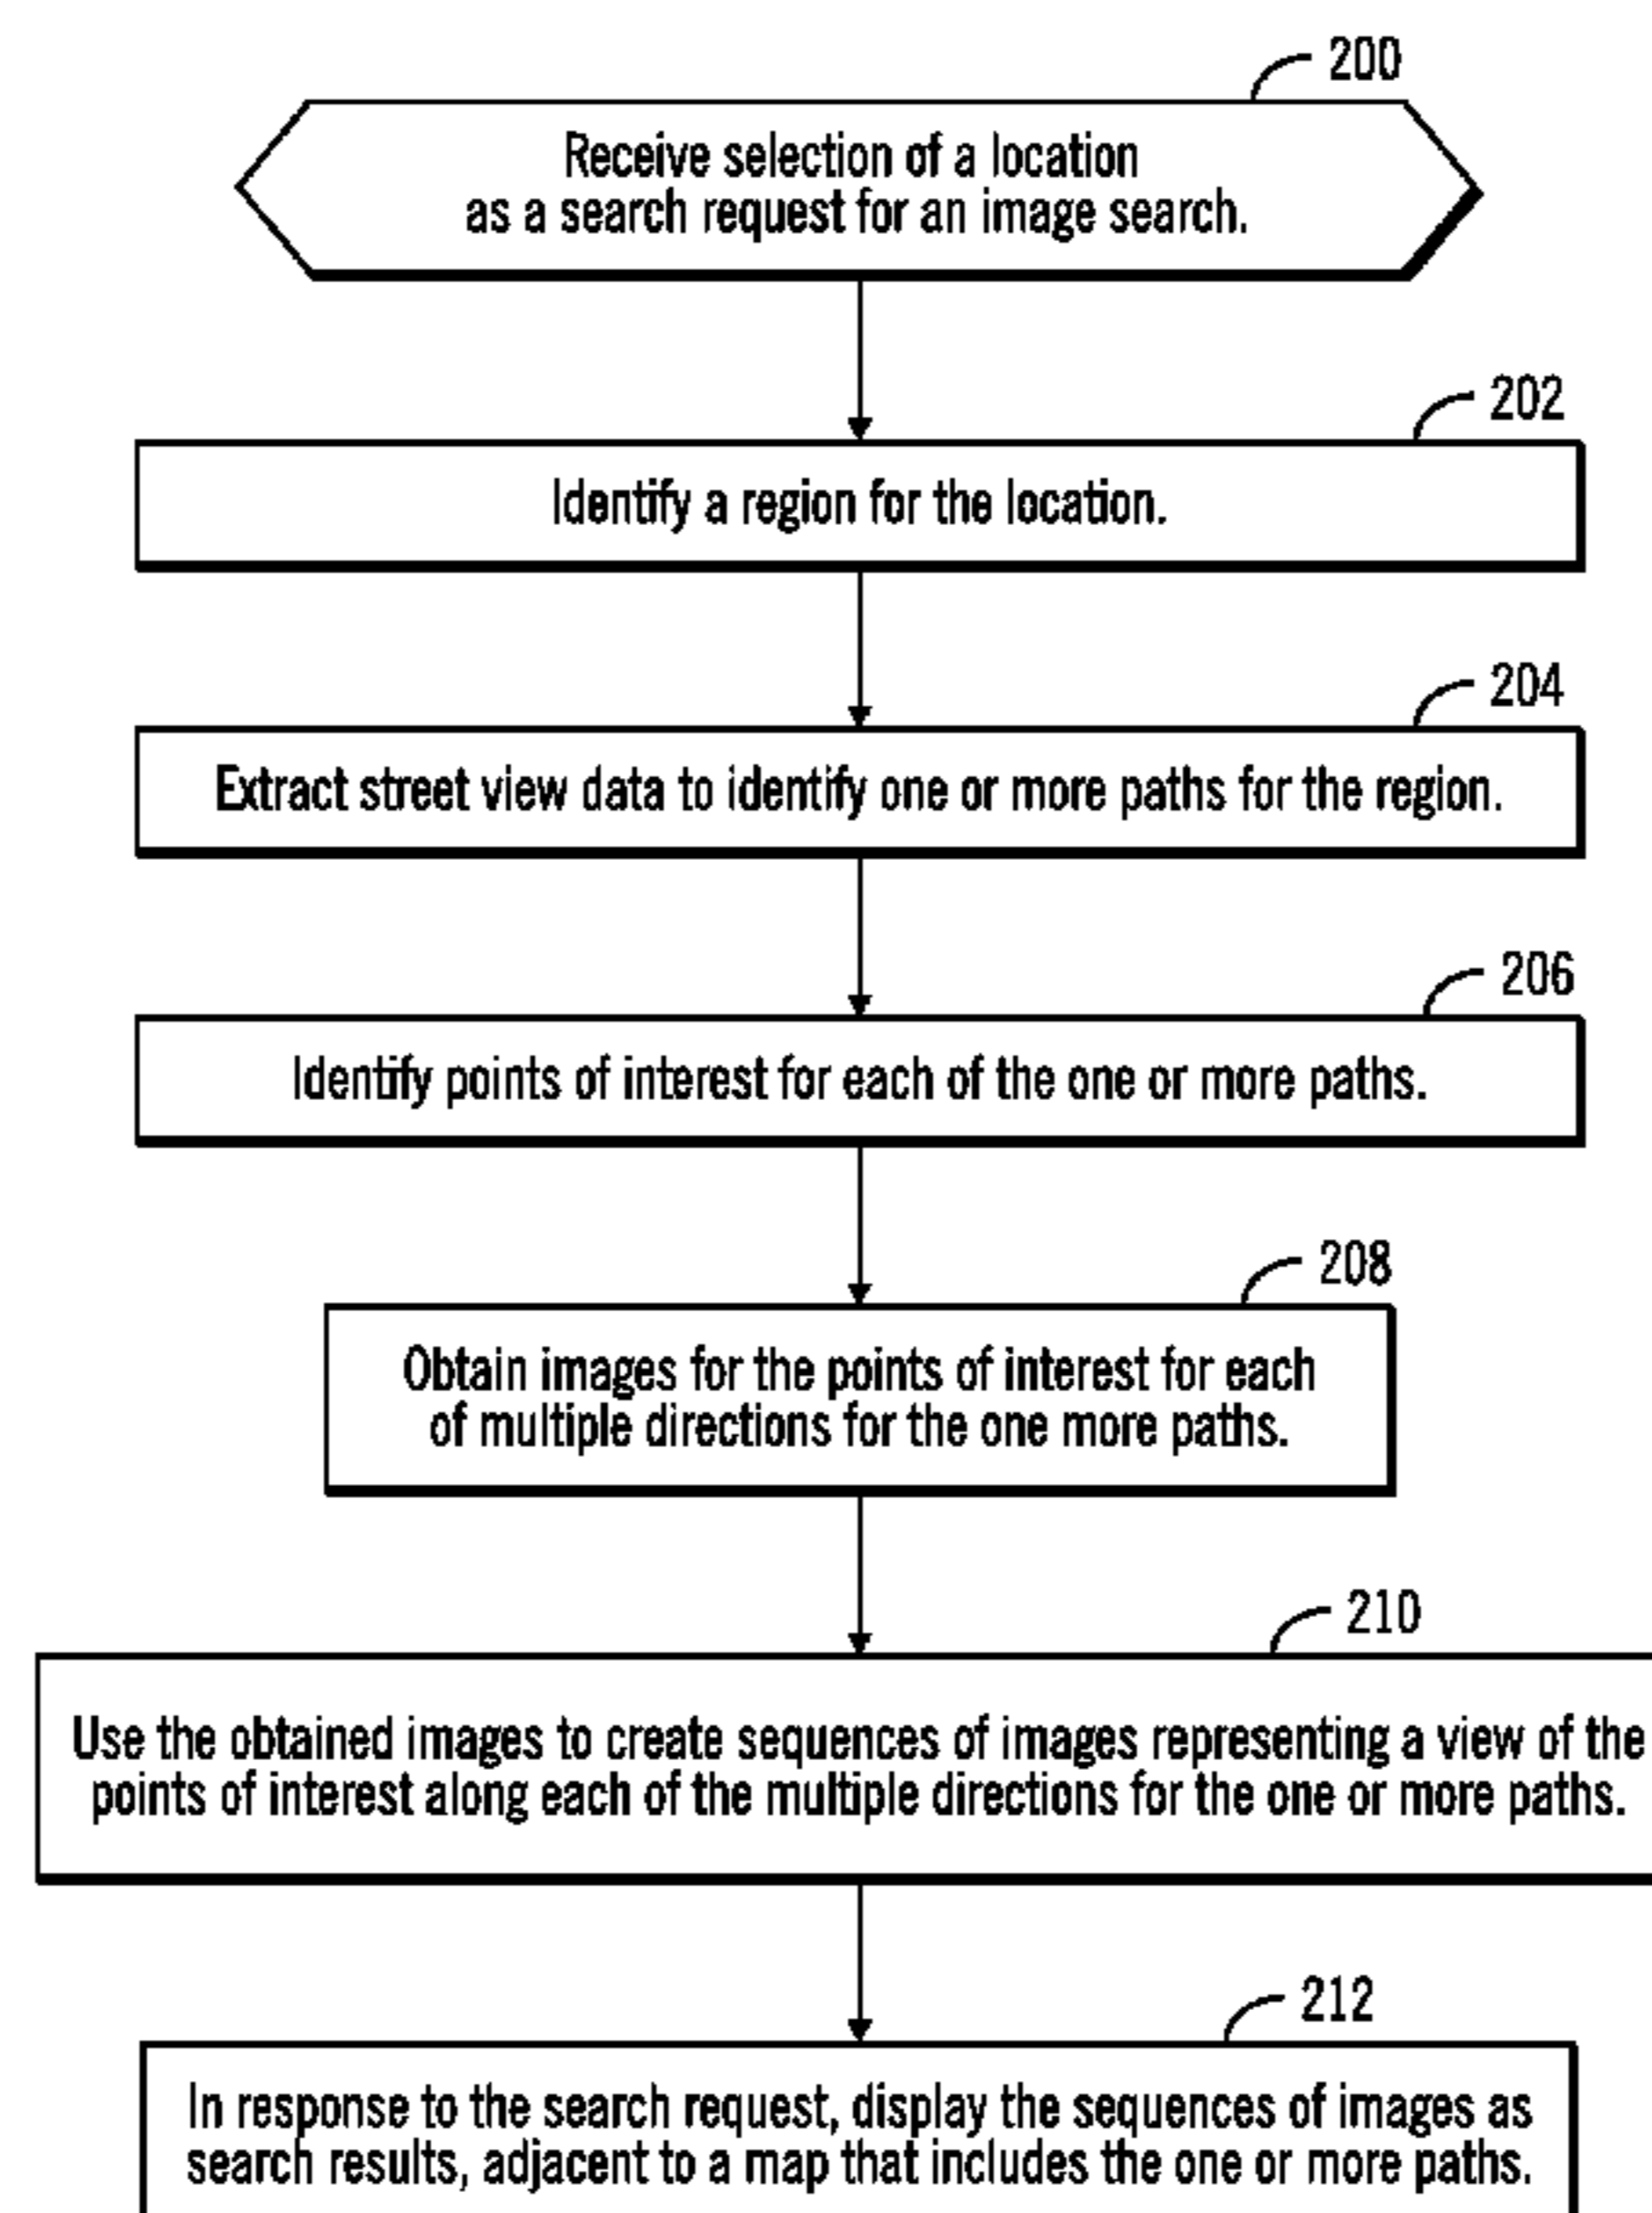 200
Receive selection of a location
as a search request for an image search.
202
Identify a region for the location.
204
Extract street view data to identify one or more paths for the region.
206
Identify points of interest for each of the one or more paths.
208
Obtain images for the points of interest for each
of multiple directions for the one more paths.
210
Use the obtained images to create sequences of images representing a view of the
points of interest along each of the multiple directions for the one or more paths.
212
In response to the search request, display the sequences of images as
search results, adjacent to a map that includes the one or more paths.